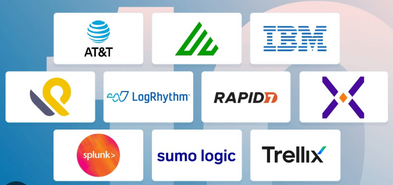 AT&T
IBM
LogRhythm
RAPID7
splunk>
sumo logic
Trellix